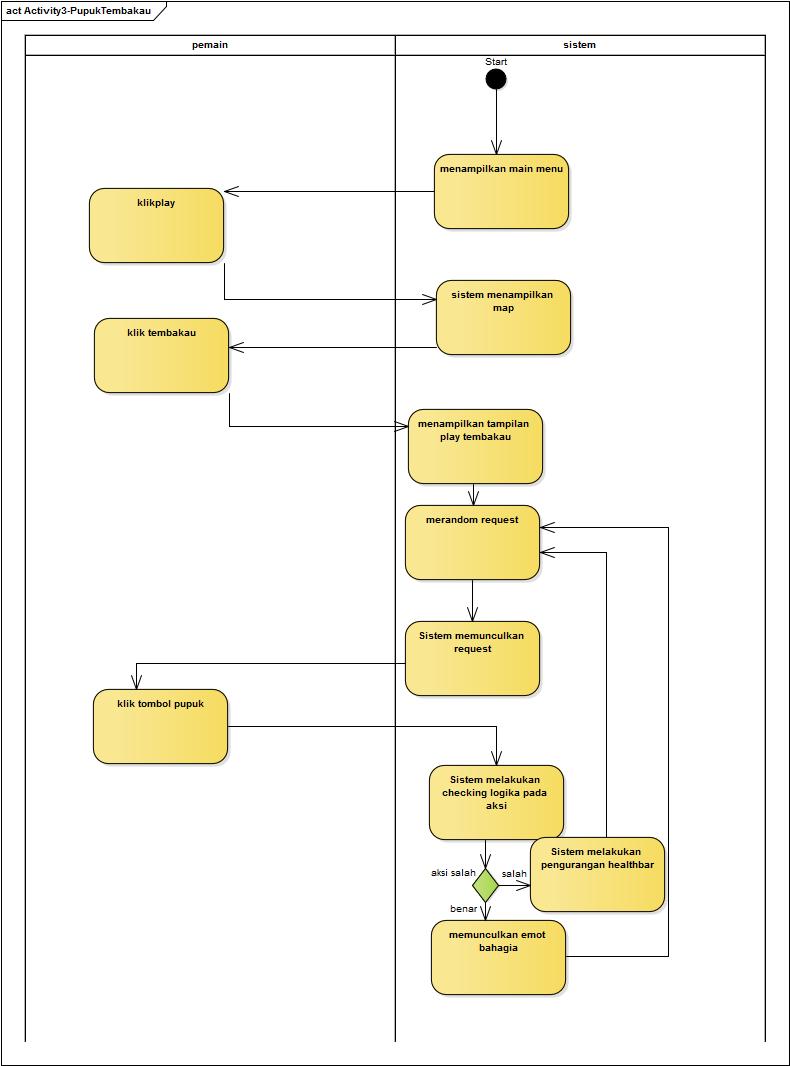 act Activity3-PupukTembakau
pemain
sistem
Start
menampilkan main menu
klikplay
sistem menampilkan
map
klik tembakau
menampilkan tampilan
play tembakau
merandom request
Sistem memunculkan
request
klik tombol pupuk
Sistem melakukan
checking logika pada
aksi
Sistem melakukan
pengurangan healthbar
aksi salah
salah
benar
memunculkan emot
bahagia